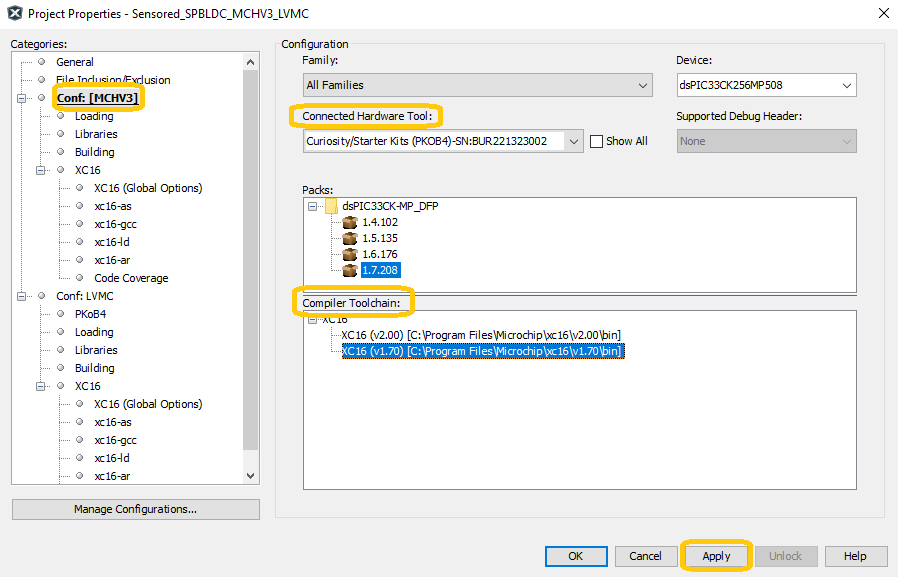 Project Properties - Sensored_SPBLDC_MCHV3_LVMC
Categories:
General
File Inclusion/Exclusion
Conf: [MCHV3]
Loading
Libraries
Building
XC16
XC16 (Global Options)
xc16-as
xc16-gcc
xc16-ld
xc16-ar
Code Coverage
Conf: LVMC
PKoB4
Loading
Libraries
Building
XC16
XC16 (Global Options)
xc16-as
xc16-gcc
xc16-ld
xc16-ar
Manage Configurations...
Configuration
Family:
All Families
Device:
dsPIC33CK256MP508
Connected Hardware Tool:
Curiosity/Starter Kits (PKOB4)-SN:BUR221323002
Show All
Supported Debug Header:
None
Packs:
dsPIC33CK-MP_DFP
1.4.102
1.5.135
1.6.176
1.7.208
Compiler Toolchain:
XC16
XC16 (v2.00) [C:\Program Files\Microchip\xc16\v2.00\bin]
XC16 (v1.70) [C:\Program Files\Microchip\xc16\v1.70\bin]
OK
Cancel
Apply
Unlock
Help